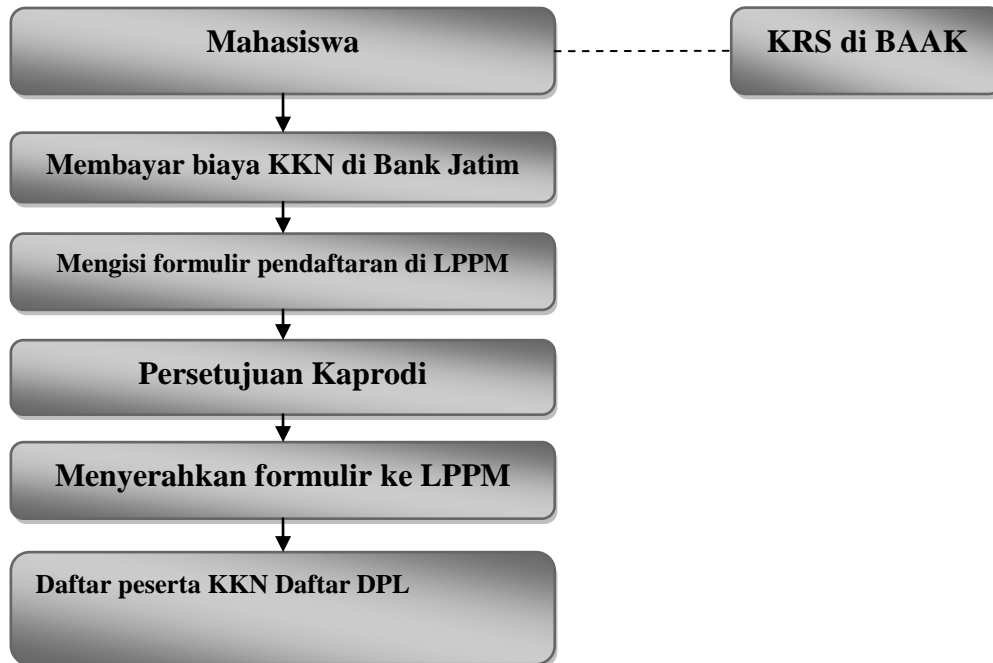 Mahasiswa
KRS di BAAK
Membayar biaya KKN di Bank Jatim
Mengisi formulir pendaftaran di LPPM
Persetujuan Kaprodi
Menyerahkan formulir ke LPPM
Daftar peserta KKN Daftar DPL